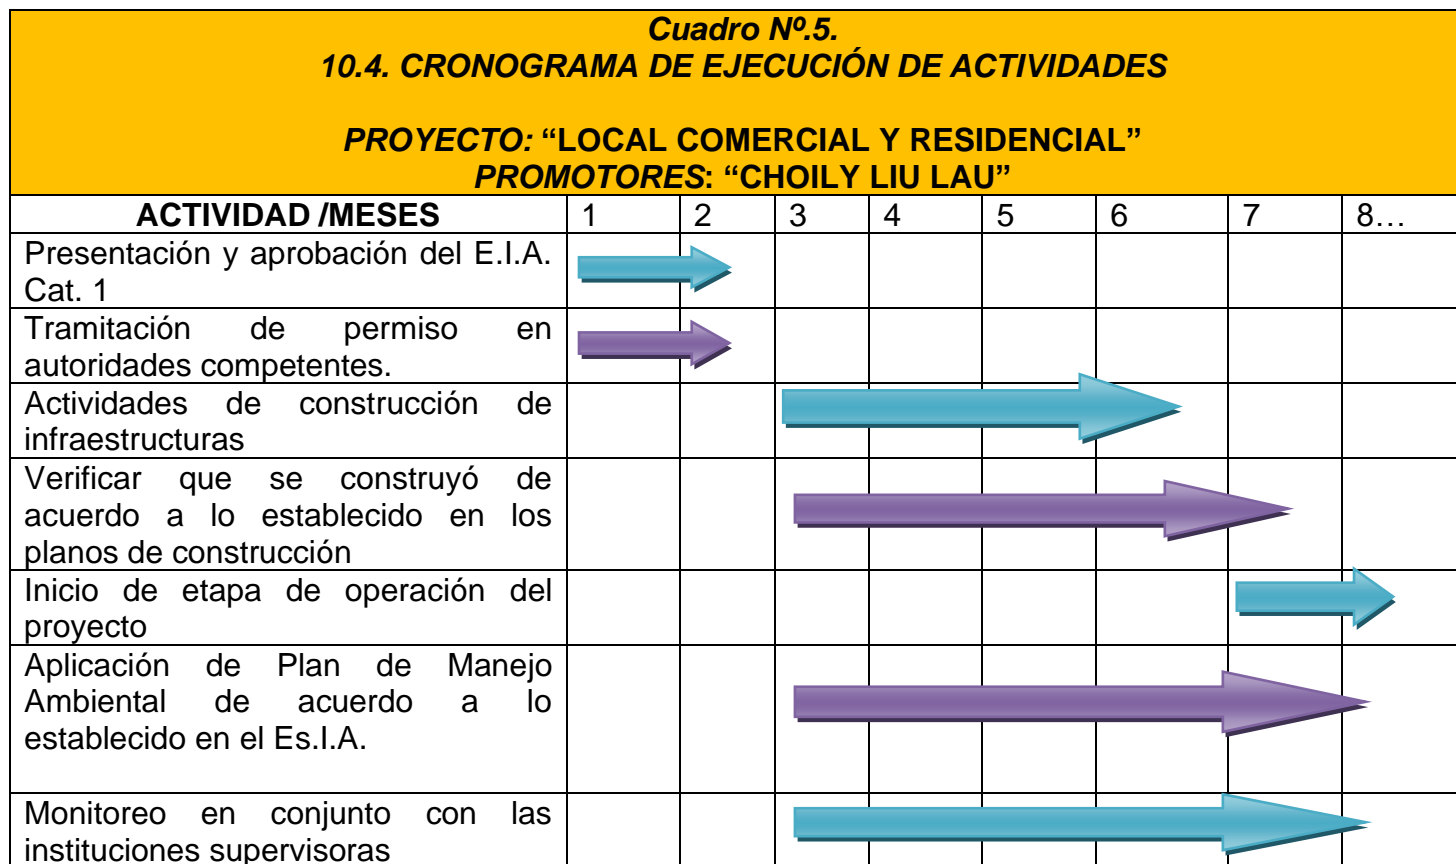 Cuadro Nº.5.
10.4. CRONOGRAMA DE EJECUCIÓN DE ACTIVIDADES
PROYECTO: “LOCAL COMERCIAL Y RESIDENCIAL”
PROMOTORES: “CHOILY LIU LAU”
ACTIVIDAD /MESES 1 2 3 4 5 6 7 8…
Presentación y aprobación del E.I.A.
Cat. 1
Tramitación de permiso en
autoridades competentes.
Actividades de construcción de
infraestructuras
Verificar que se construyó de
acuerdo a lo establecido en los
planos de construcción
Inicio de etapa de operación del
proyecto
Aplicación de Plan de Manejo
Ambiental de acuerdo a lo
establecido en el Es.I.A.
Monitoreo en conjunto con las
instituciones supervisoras